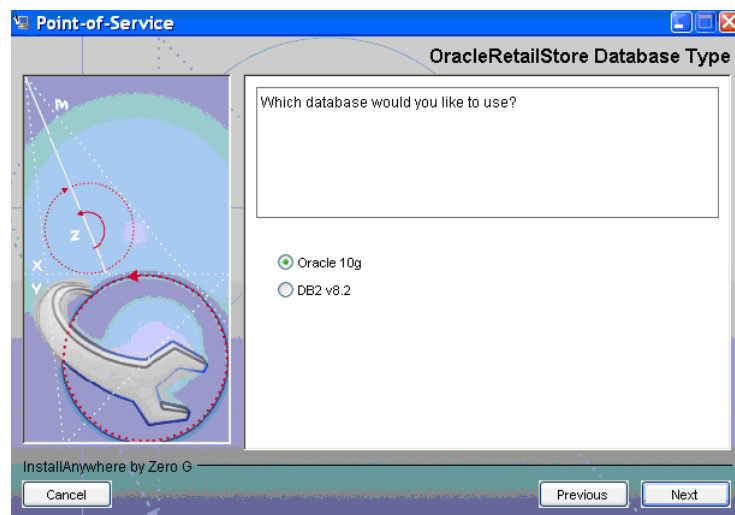 Point-of-Service
OracleRetailStore Database Type
Which database would you like to use?
m
z
x
y
Oracle 10g
DB2 v8.2
InstallAnywhere by Zero G
Cancel
Previous
Next